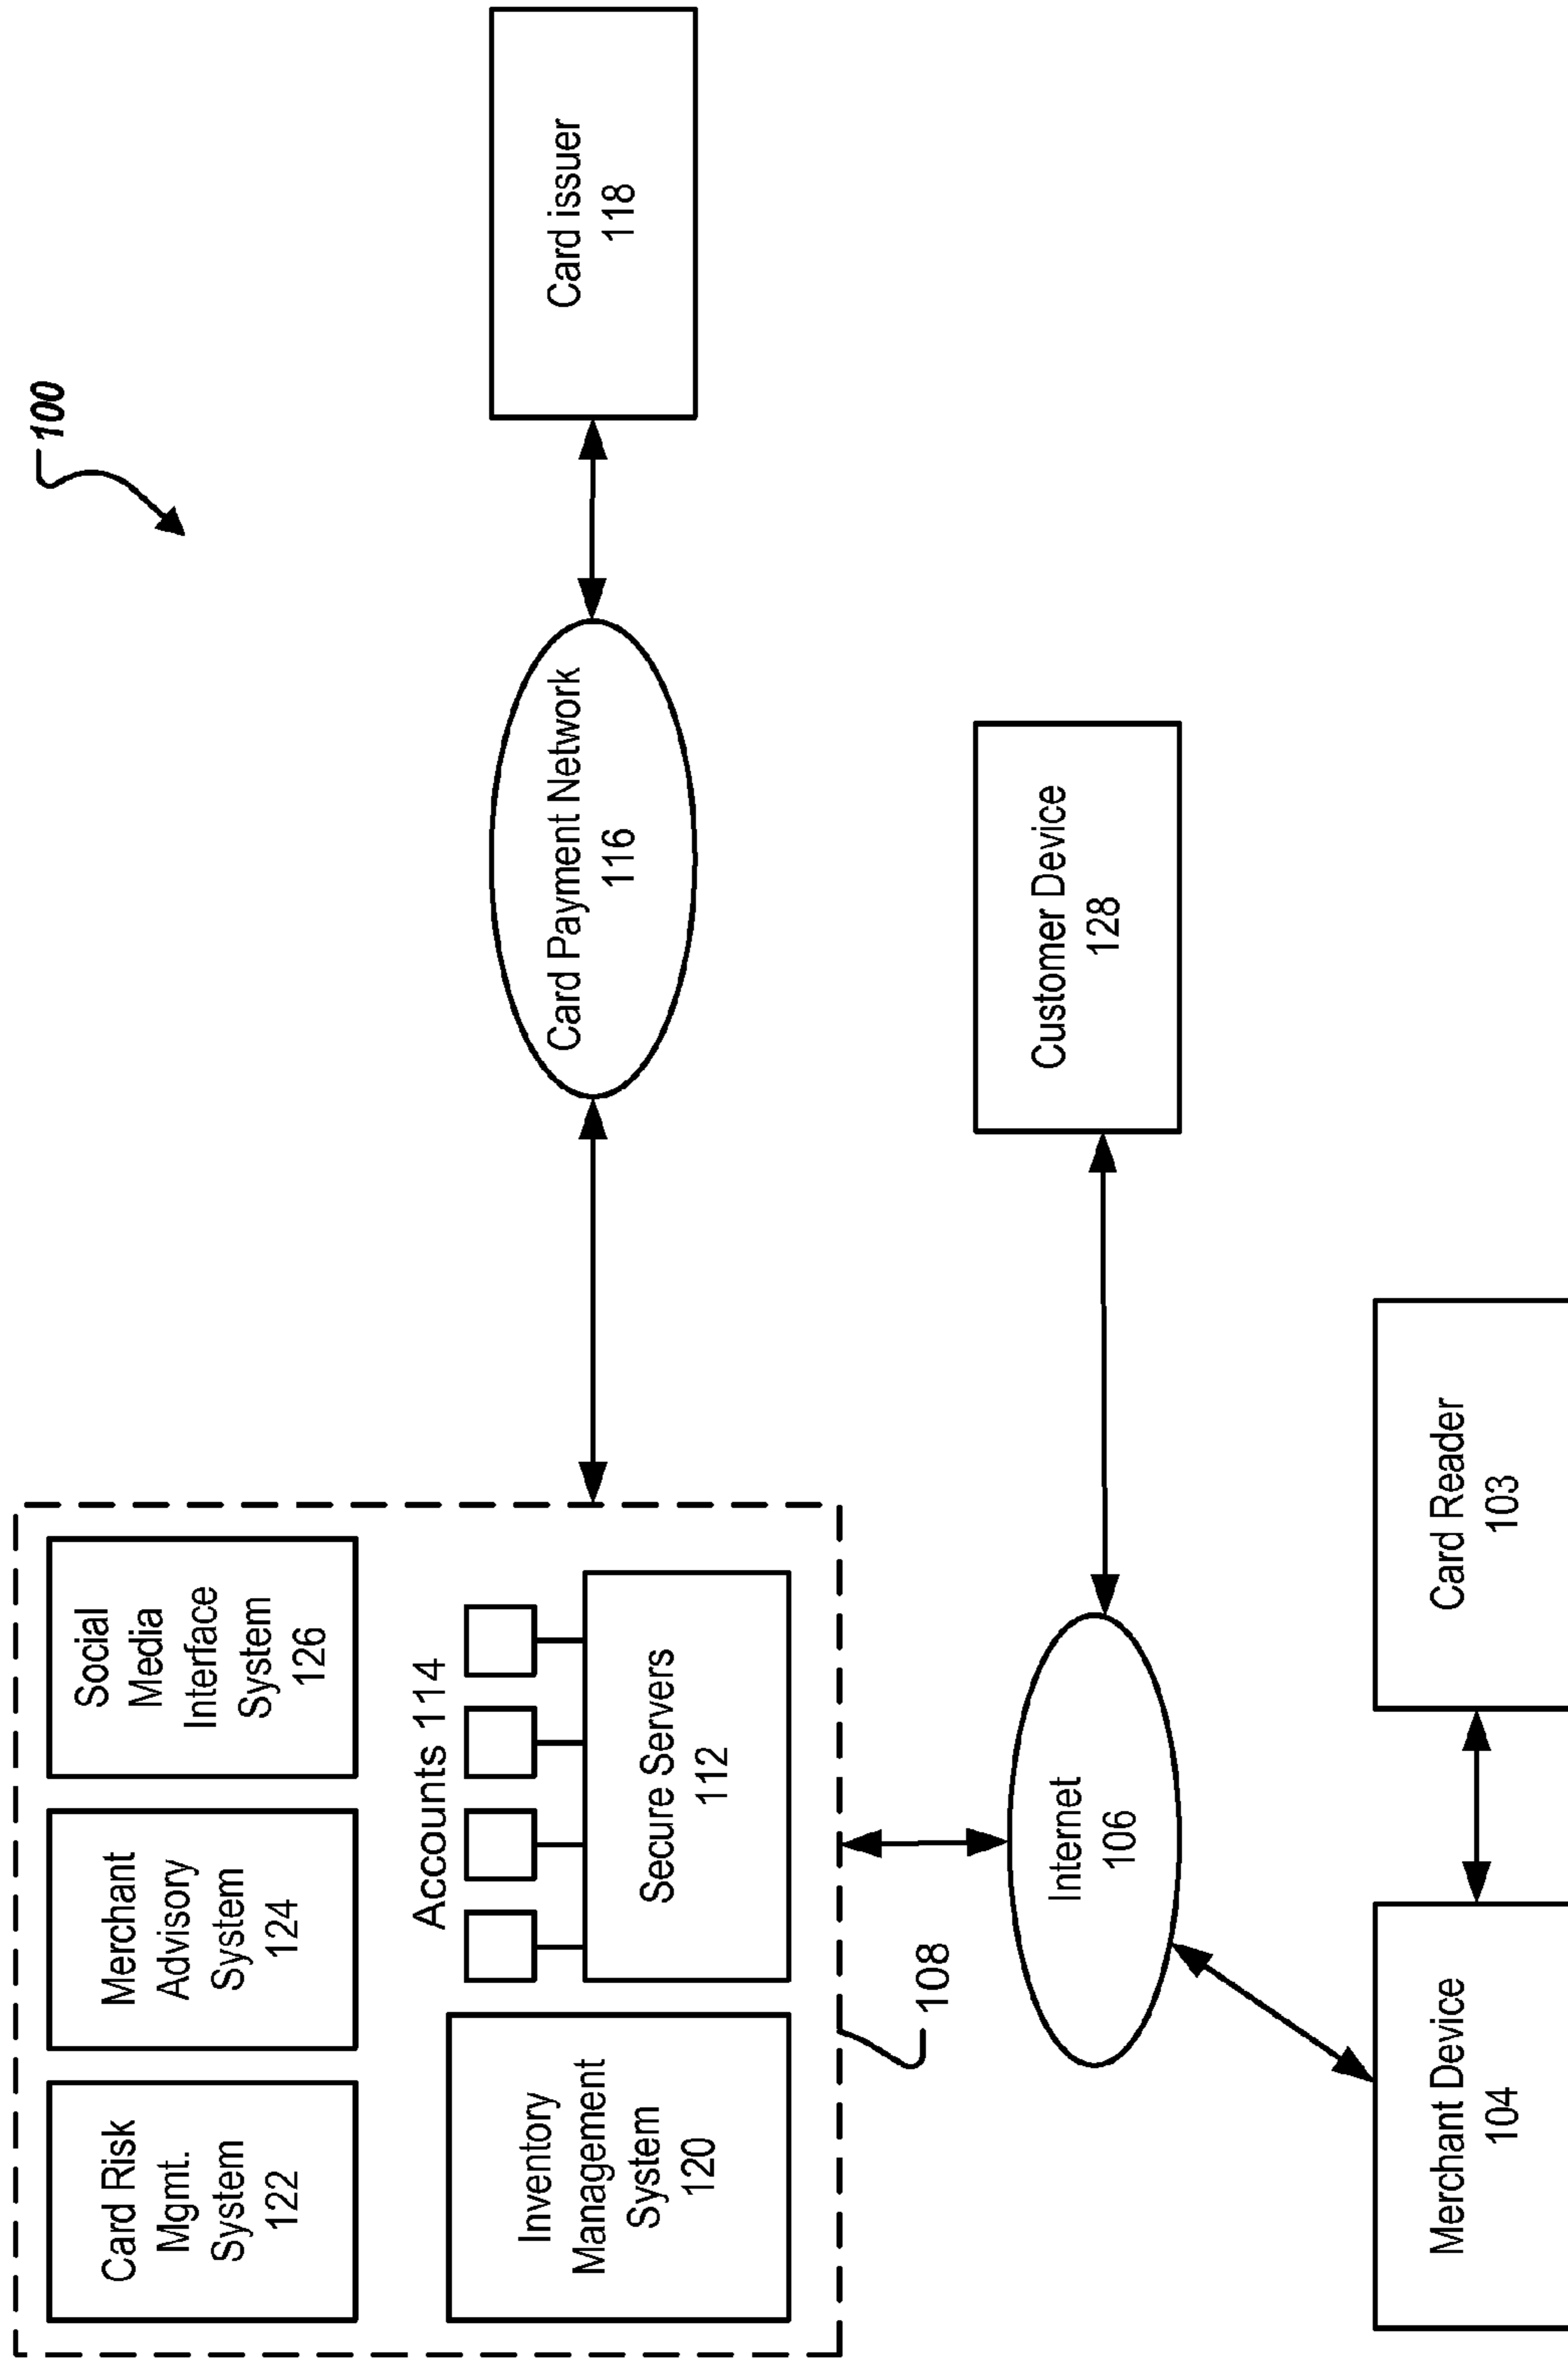 100
Card Risk
Mgmt.
System
122
Merchant
Advisory
System
124
Social
Media
Interface
System
126
Inventory
Management
System
120
Accounts 114
Secure Servers
112
108
Card Payment Network
116
Card issuer
118
Internet
106
Customer Device
128
Merchant Device
104
Card Reader
103